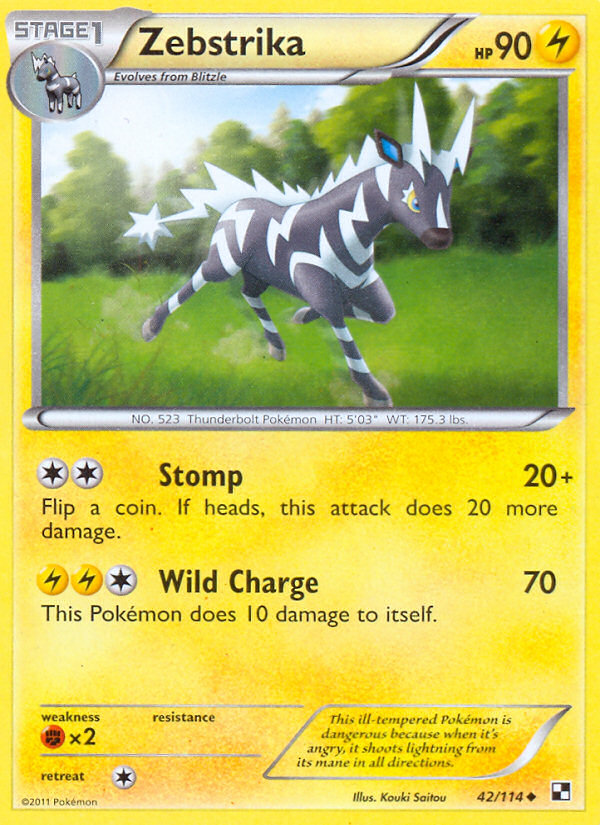 STAGE1
Zebstrika
HP 90
Evolves from Blitzle
NO. 523 Thunderbolt Pokémon HT: 5'03" WT: 175.3 lbs.
Stomp 20+
Flip a coin. If heads, this attack does 20 more
damage.
Wild Charge 70
This Pokémon does 10 damage to itself.
weakness resistance
×2
This ill-tempered Pokémon is
dangerous because when it's
angry, it shoots lightning from
its mane in all directions.
retreat
©2011 Pokémon
Illus. Kouki Saitou
42/114